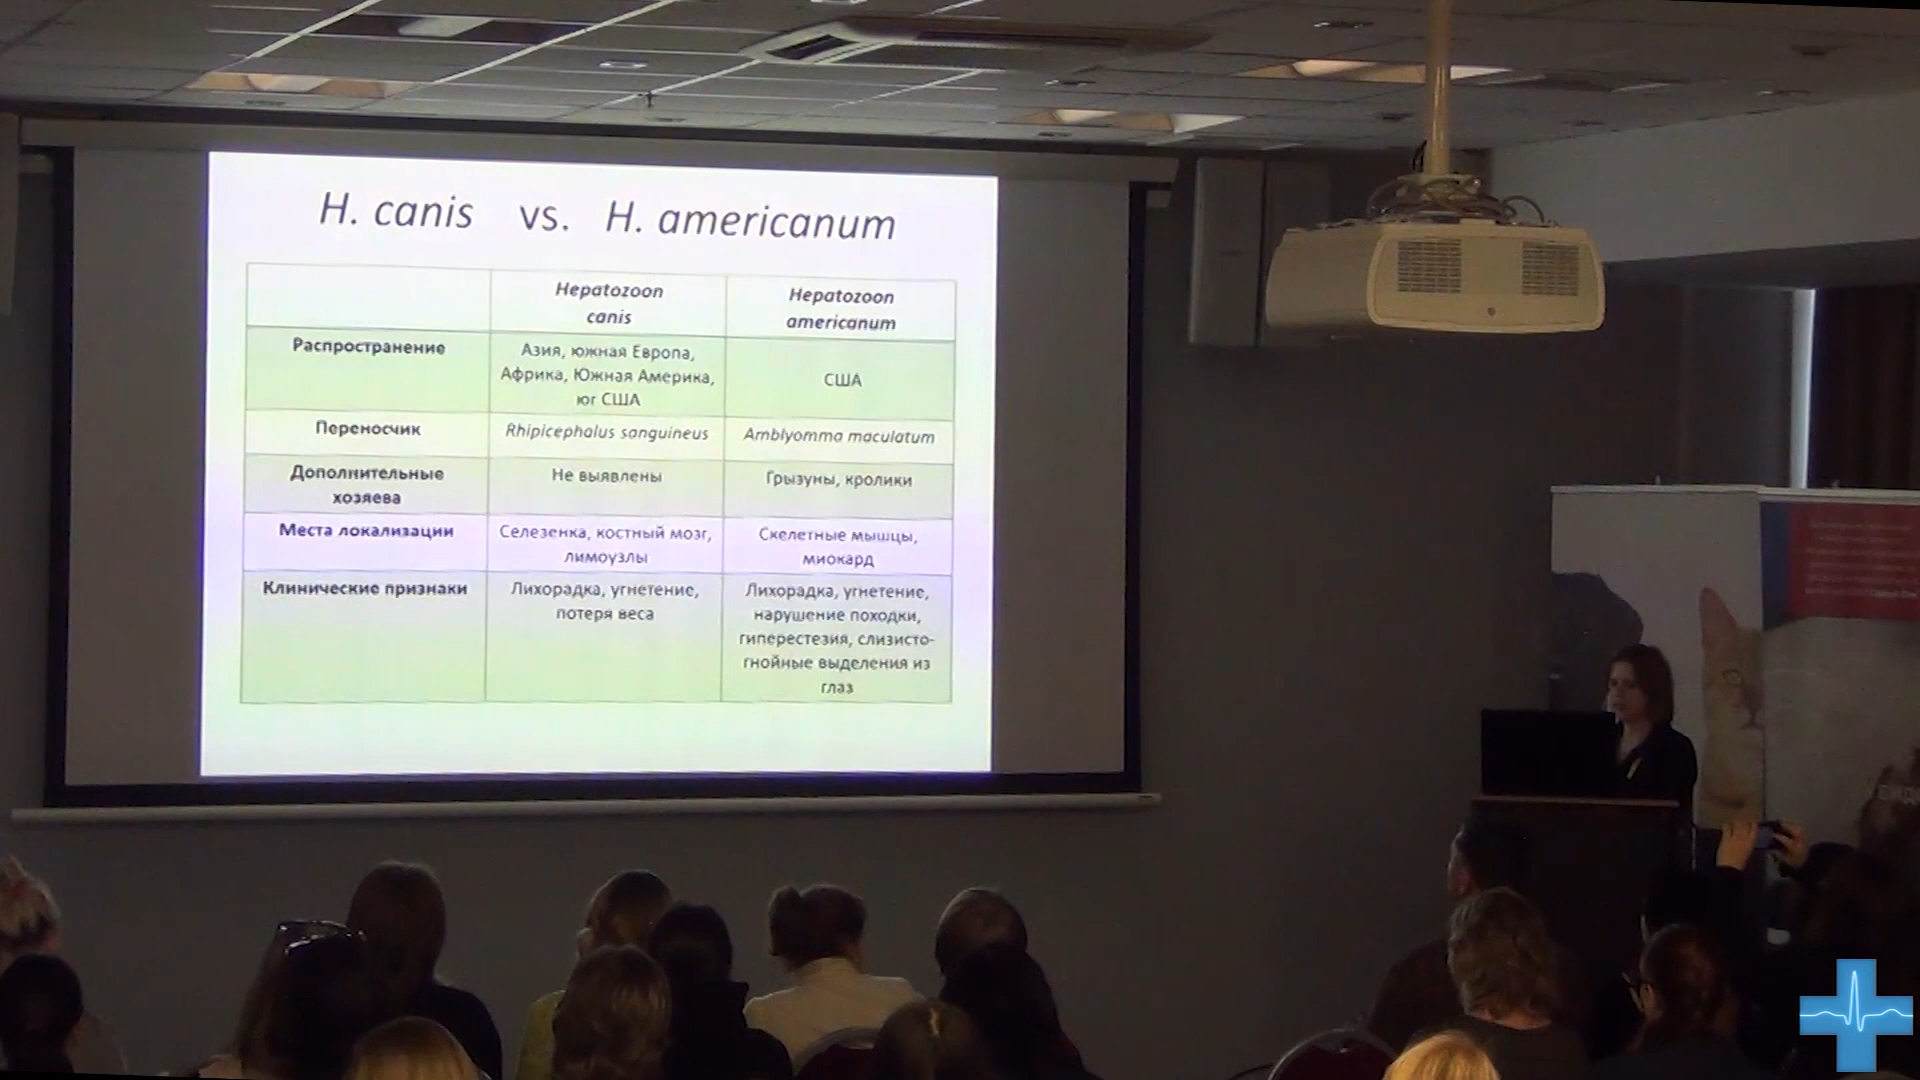 H. canis vs. H. americanum
Hepatozoon
canis
Hepatozoon
americanum
Распространение
Азия, южная Европа,
Африка, Южная Америка,
юг США
США
Переносчик
Rhipicephalus sanguineus
Amblyomma maculatum
Дополнительные
хозяева
Не выявлены
Грызуны, кролики
Места локализации
Селезенка, костный мозг,
лимоузлы
Скелетные мышцы,
миокард
Клинические признаки
Лихорадка, угнетение,
потеря веса
Лихорадка, угнетение,
нарушение походки,
гиперестезия, слизисто-
гнойные выделения из
глаз